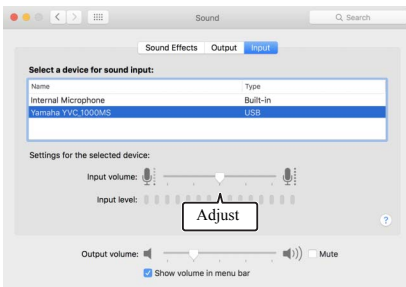 Sound
Search
Sound Effects Output Input
Select a device for sound input:
Name Type
Internal Microphone Built-in
Yamaha YVC_1000MS USB
Settings for the selected device:
Input volume:
Input level:
Adjust
?
Output volume: Mute
Show volume in menu bar